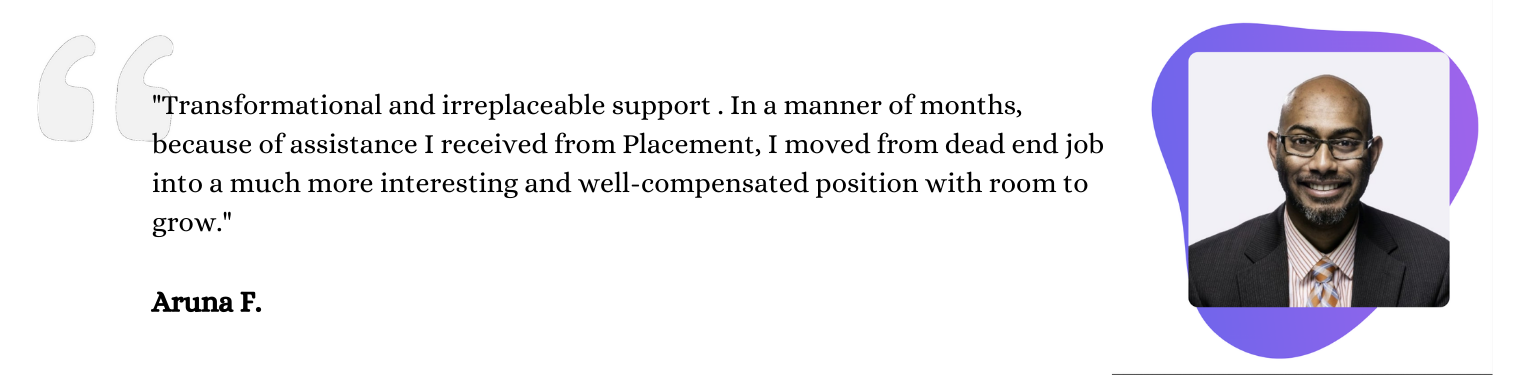 "Transformational and irreplaceable support . In a manner of months,
because of assistance I received from Placement, I moved from dead end job
into a much more interesting and well-compensated position with room to
grow."
Aruna F.